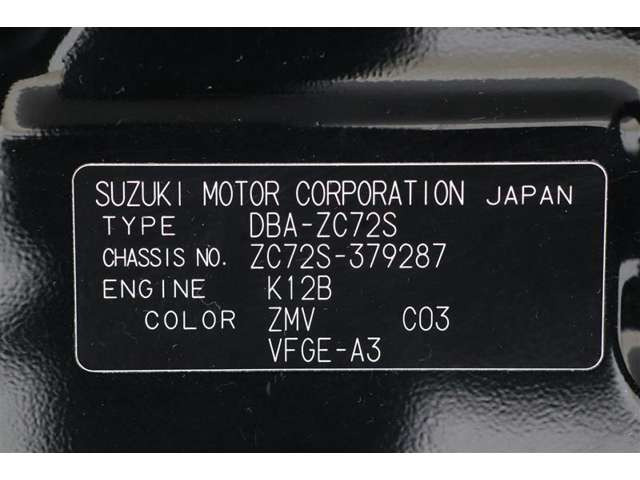 SUZUKI MOTOR CORPORATION JAPAN
TYPE DBA-ZC72S
CHASSIS NO. ZC72S-379287
ENGINE K12B
COLOR ZMV C03
VFGE-A3